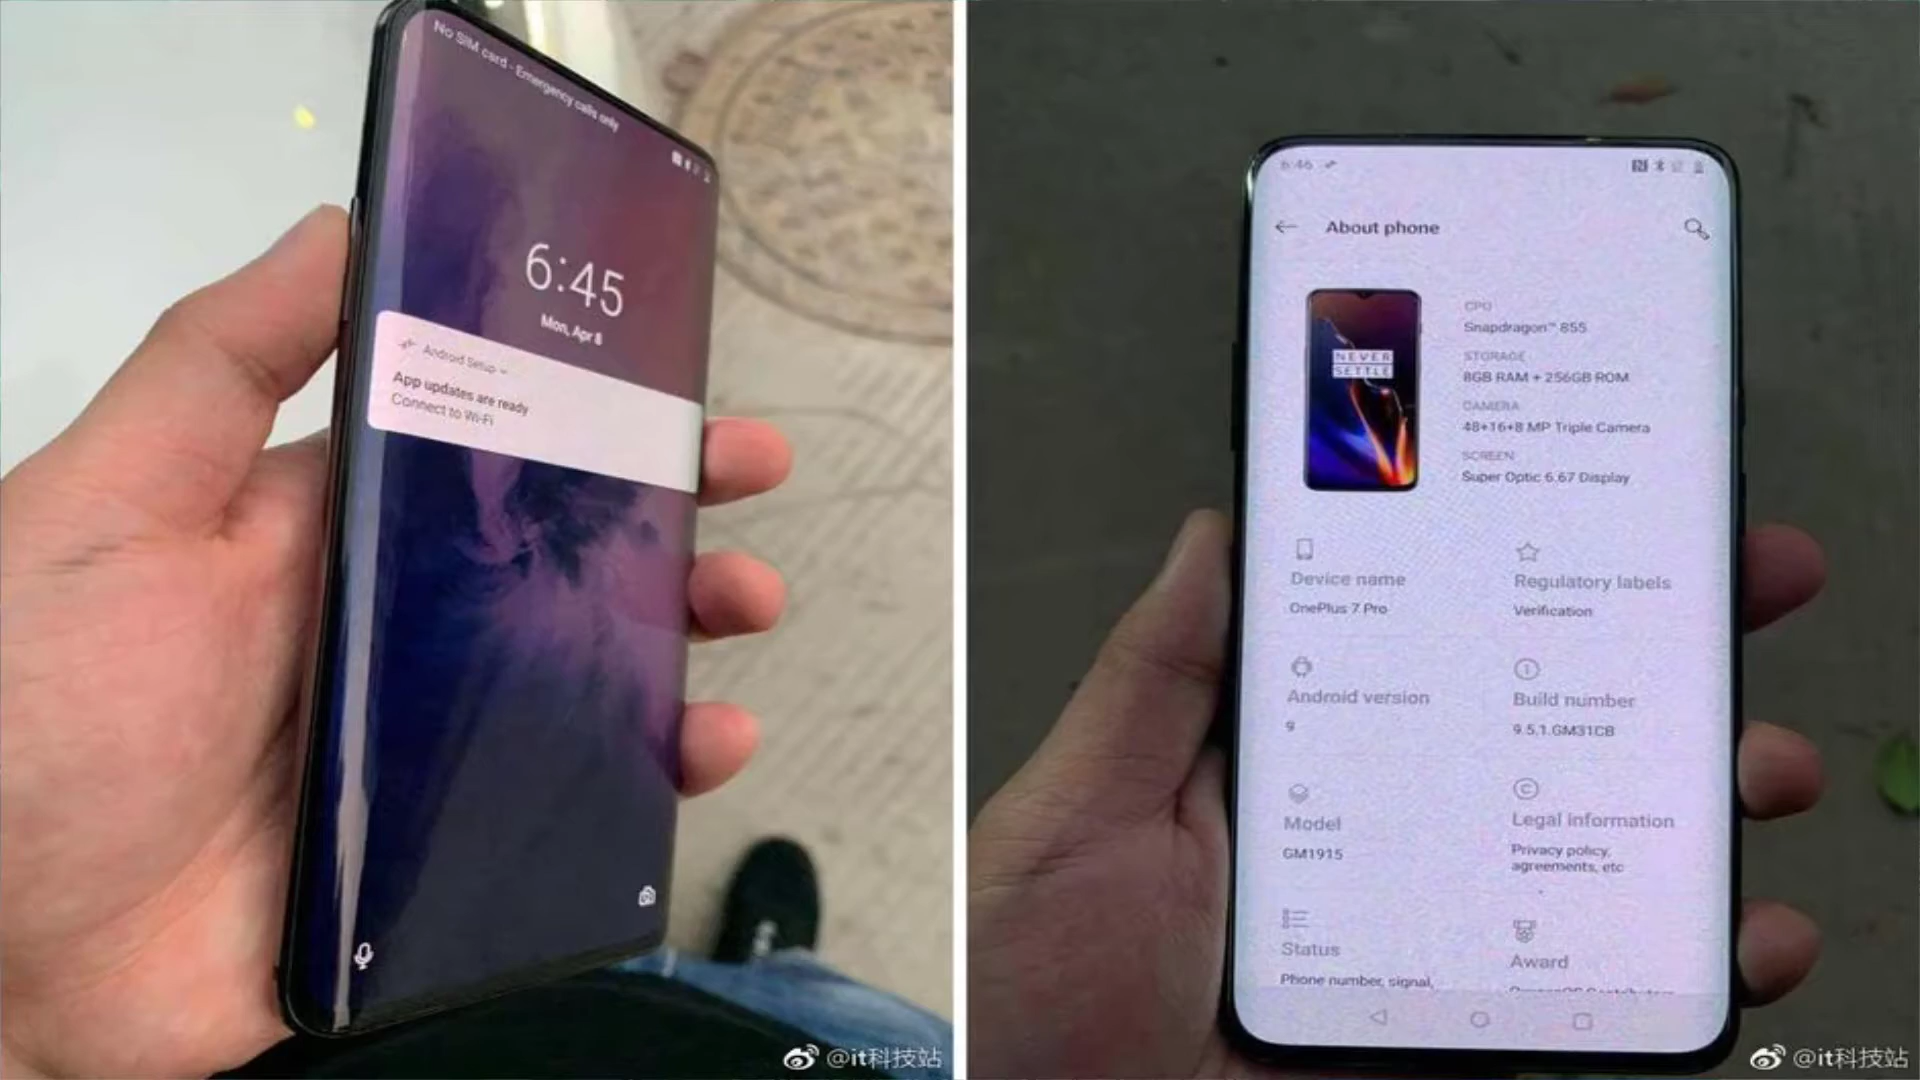 No SIM card - Emergency calls only
6:45
Mon, Apr 8
Android Setup
App updates are ready
Connect to Wi-Fi
@it科技站
6:46
About phone
NEVER
SETTLE
CPU
Snapdragon™ 855
STORAGE
8GB RAM + 256GB ROM
CAMERA
48+16+8 MP Triple Camera
SCREEN
Super Optic 6.67 Display
Device name
OnePlus 7 Pro
Regulatory labels
Verification
Android version
9
Build number
9.5.1.GM31CB
Model
GM1915
Legal information
Privacy policy,
agreements, etc
Status
Phone number, signal,
Award
@it科技站